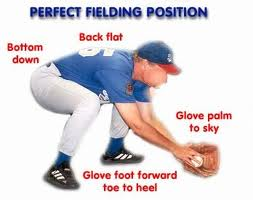 PERFECT FIELDING POSITION
Back flat
Bottom
down
Glove palm
to sky
Glove foot forward
toe to heel